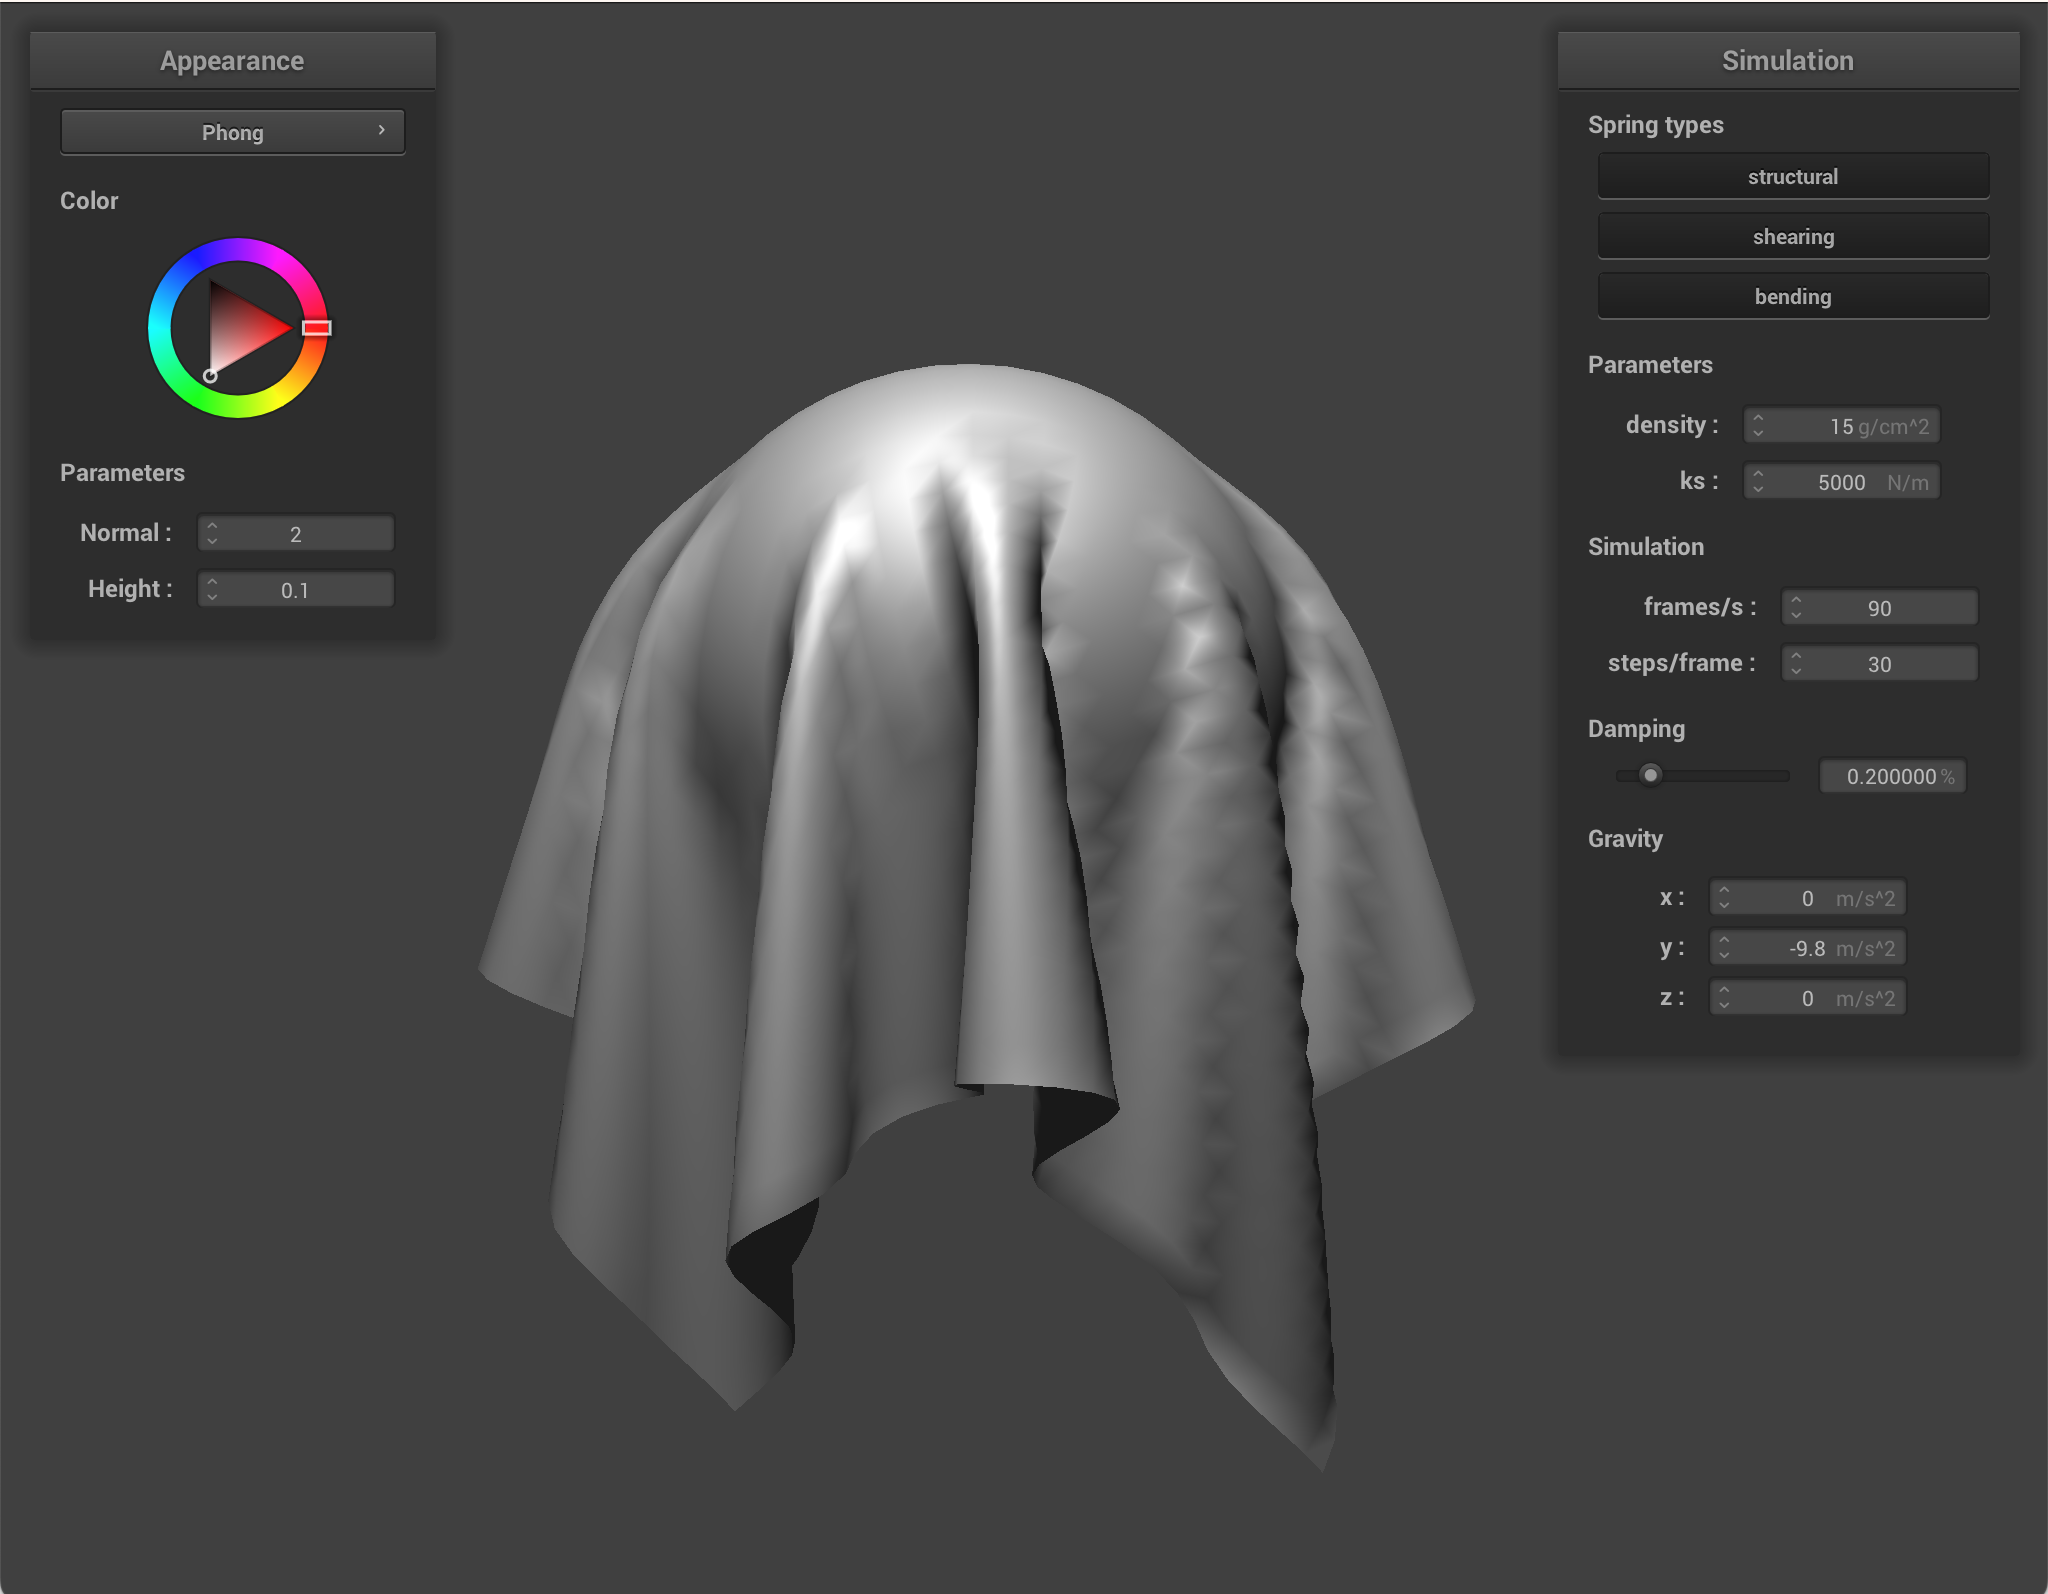 Appearance
Phong
Color
Parameters
Normal : 2
Height : 0.1
Simulation
Spring types
structural
shearing
bending
Parameters
density : 15 g/cm^2
ks : 5000 N/m
Simulation
frames/s : 90
steps/frame : 30
Damping
0.200000 %
Gravity
x : 0 m/s^2
y : -9.8 m/s^2
z : 0 m/s^2